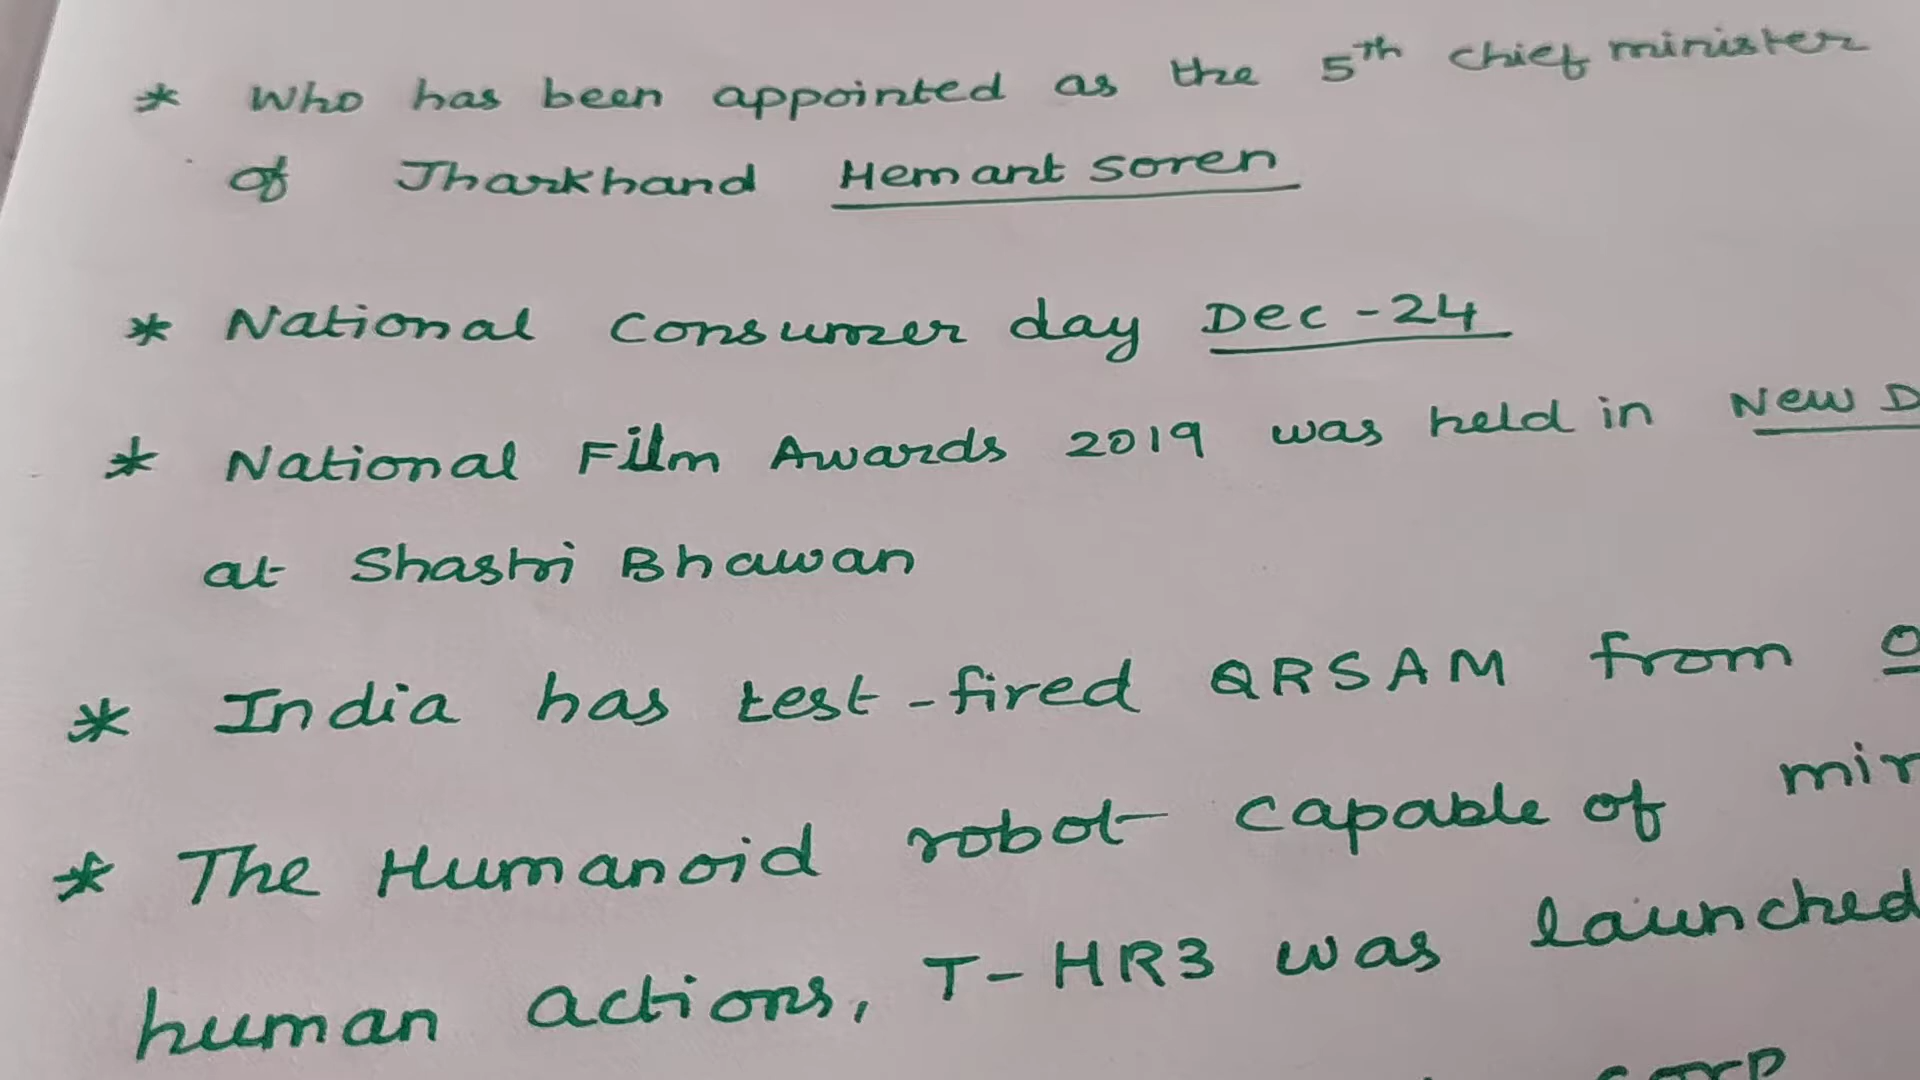 * Who has been appointed as the 5th chief minister
of Jharkhand Hemant Soren
* National Consumer day Dec - 24
* National Film Awards 2019 was held in New D
at Shastri Bhawan
* India has test-fired QRSAM from O
* The Humanoid robot capable of
human actions, T-HR3 was launched
corp